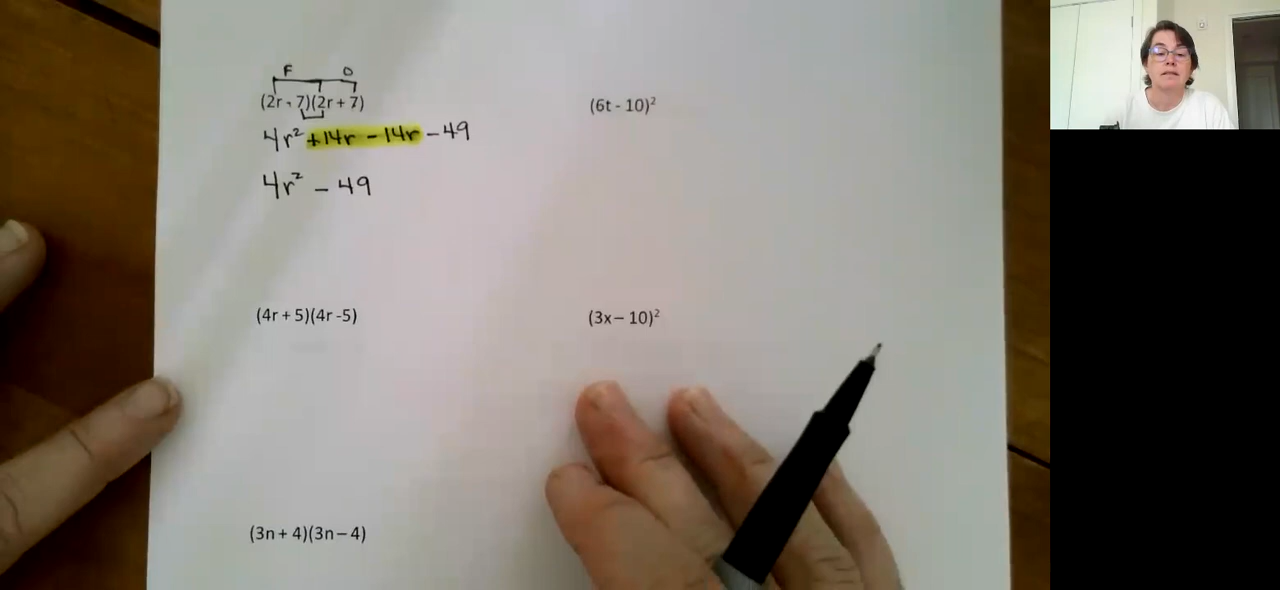 F O
(2r - 7)(2r + 7)
4r² +14r - 14r - 49
4r² - 49
(4r + 5)(4r -5)
(3n + 4)(3n – 4)
(6t - 10)²
(3x – 10)²